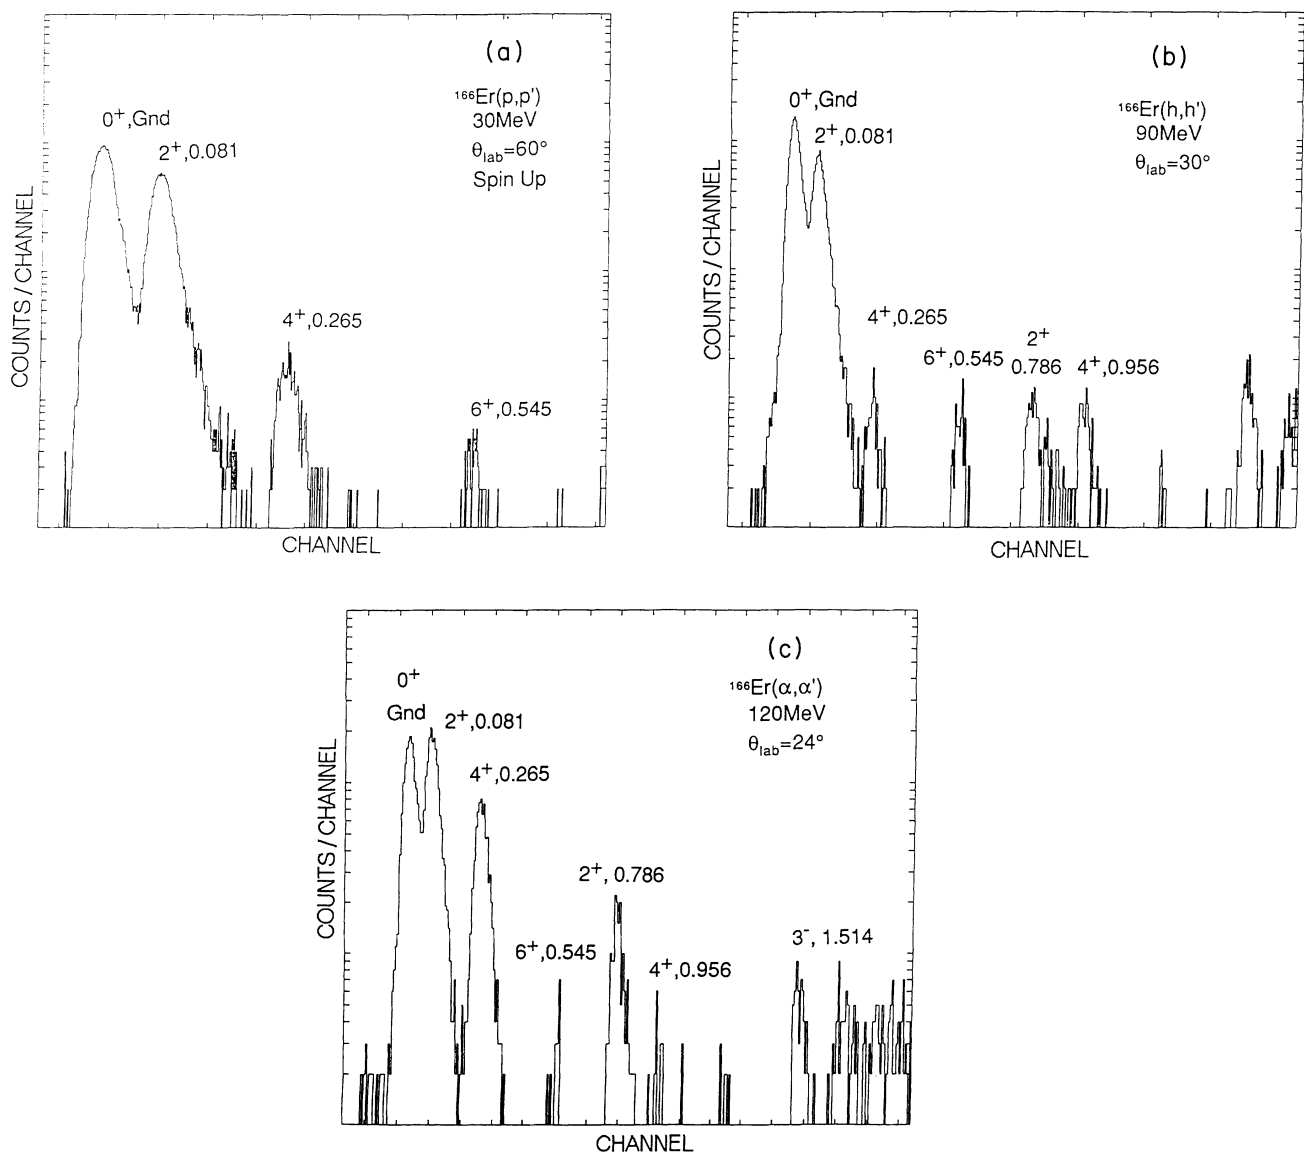 (a)
¹⁶⁶Er(p,p')
30MeV
θlab=60°
Spin Up
0⁺,Gnd
2⁺,0.081
4⁺,0.265
6⁺,0.545
COUNTS / CHANNEL
CHANNEL
(b)
¹⁶⁶Er(h,h')
90MeV
θlab=30°
0⁺,Gnd
2⁺,0.081
4⁺,0.265
6⁺,0.545
2⁺
0.786
4⁺,0.956
COUNTS / CHANNEL
CHANNEL
(c)
¹⁶⁶Er(α,α')
120MeV
θlab=24°
0⁺
Gnd
2⁺,0.081
4⁺,0.265
6⁺,0.545
2⁺, 0.786
4⁺,0.956
3⁻, 1.514
COUNTS / CHANNEL
CHANNEL